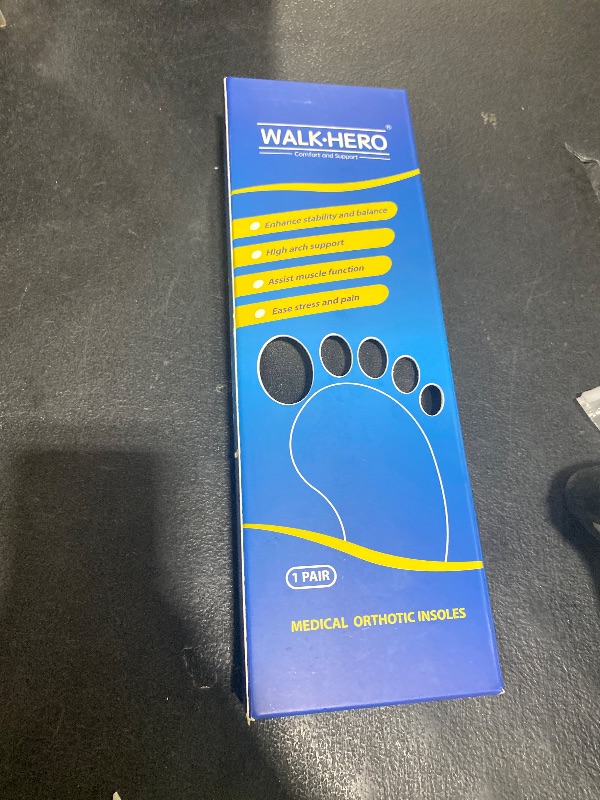 WALK·HERO®
Comfort and Support
Enhance stability and balance
High arch support
Assist muscle function
Ease stress and pain
1 PAIR
MEDICAL ORTHOTIC INSOLES